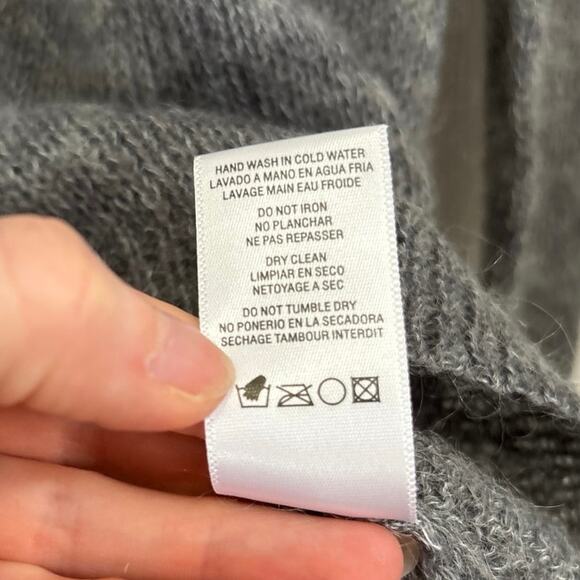 HAND WASH IN COLD WATER
LAVADO A MANO EN AGUA FRIA
LAVAGE MAIN EAU FROIDE
DO NOT IRON
NO PLANCHAR
NE PAS REPASSER
DRY CLEAN
LIMPIAR EN SECO
NETOYAGE A SEC
DO NOT TUMBLE DRY
NO PONERIO EN LA SECADORA
SECHAGE TAMBOUR INTERDIT